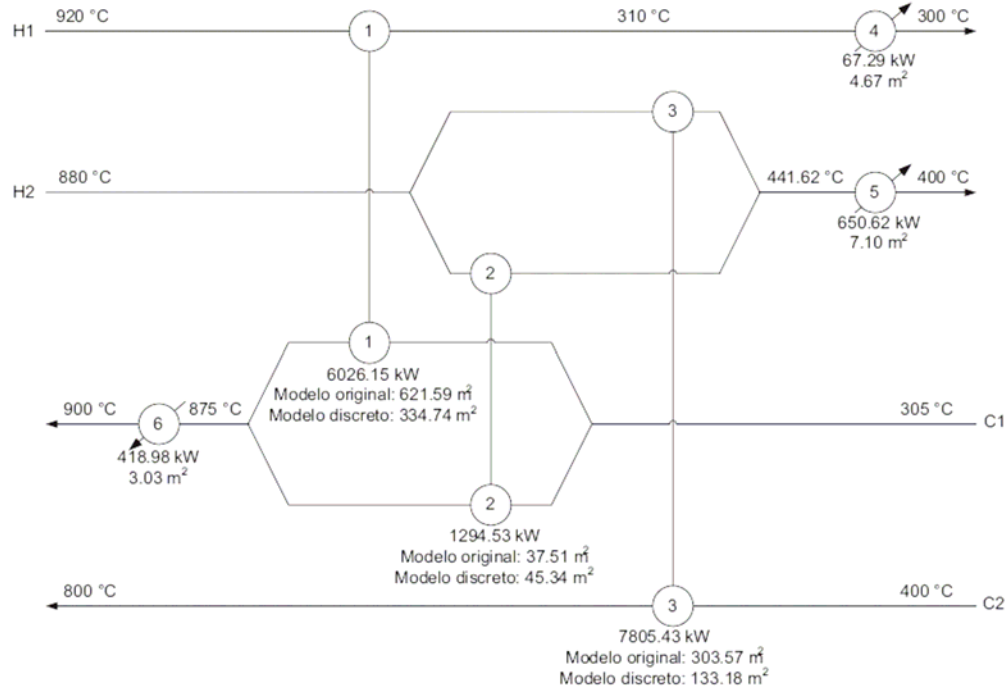 920 °C
310 °C
300 °C
H1
1
4
67.29 kW
4.67 m²
3
880 °C
441.62 °C
400 °C
H2
5
650.62 kW
7.10 m²
2
1
6026.15 kW
Modelo original: 621.59 m²
Modelo discreto: 334.74 m²
900 °C
875 °C
305 °C
6
C1
418.98 kW
3.03 m²
2
1294.53 kW
Modelo original: 37.51 m²
Modelo discreto: 45.34 m²
800 °C
400 °C
3
C2
7805.43 kW
Modelo original: 303.57 m²
Modelo discreto: 133.18 m²